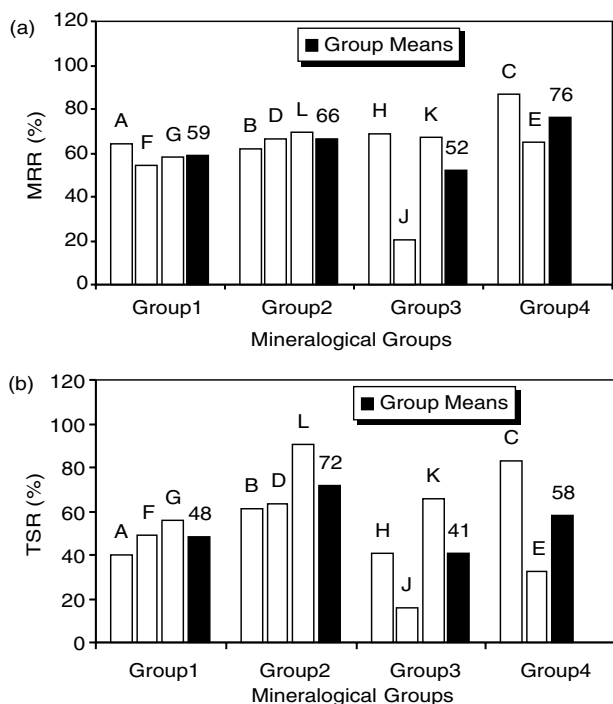 (a)
120
100
80
60
40
20
0
MRR (%)
Group Means
A F G 59
B D L 66
H J K 52
C E 76
Group1 Group2 Group3 Group4
Mineralogical Groups
(b)
120
100
80
60
40
20
0
TSR (%)
Group Means
A F G 48
B D L 72
H J K 41
C E 58
Group1 Group2 Group3 Group4
Mineralogical Groups